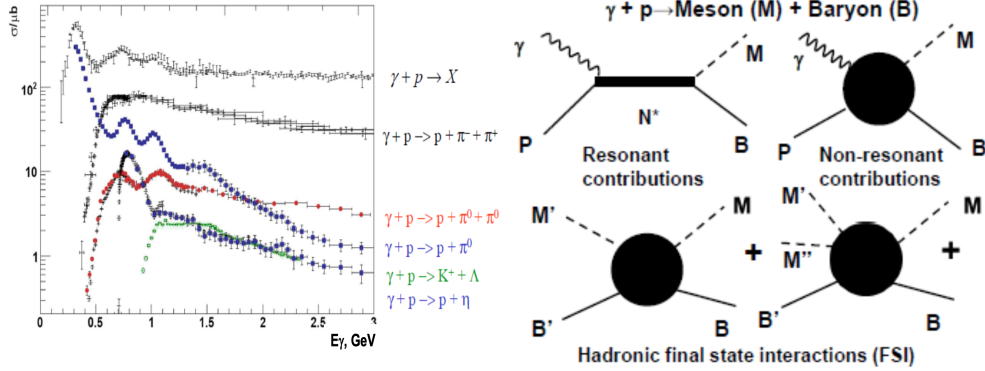 σ/μb
10²
10
1
0
0.5
1
1.5
2
2.5
3
Eγ, GeV
γ + p → X
γ + p −> p + π⁻ + π⁺
γ + p −> p + π⁰ + π⁰
γ + p −> p + π⁰
γ + p −> K⁺ + Λ
γ + p −> p + η
γ + p→Meson (M) + Baryon (B)
γ
M
N*
P
B
Resonant
contributions
γ
M
P
B
Non-resonant
contributions
M'
M
B'
B
+
M'
M''
M
B'
B
+
Hadronic final state interactions (FSI)